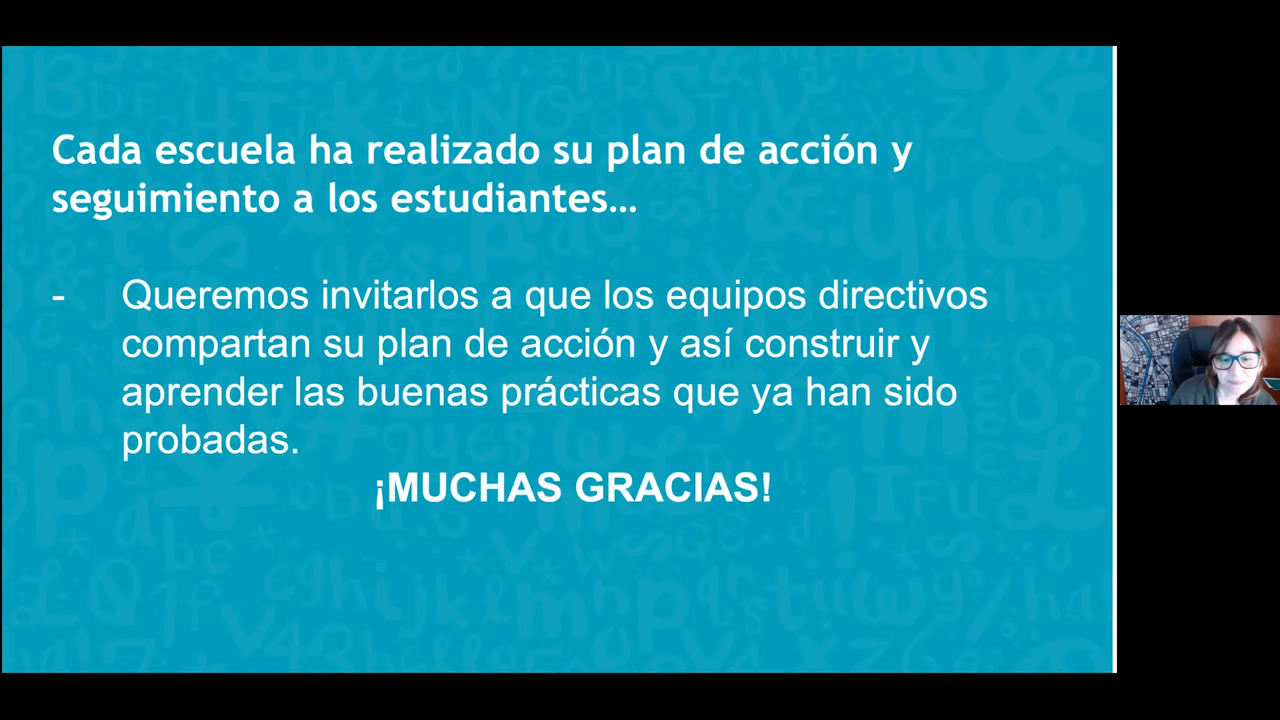 Cada escuela ha realizado su plan de acción y
seguimiento a los estudiantes...
- Queremos invitarlos a que los equipos directivos
compartan su plan de acción y así construir y
aprender las buenas prácticas que ya han sido
probadas.
¡MUCHAS GRACIAS!